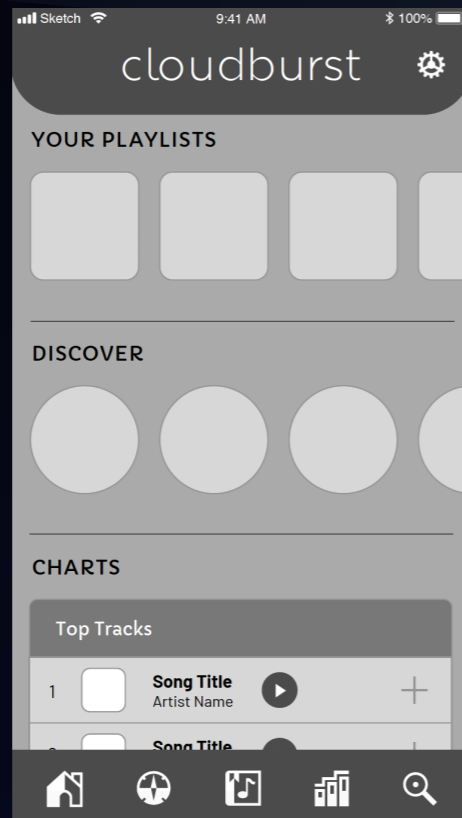 Sketch 9:41 AM 100%
cloudburst
YOUR PLAYLISTS
DISCOVER
CHARTS
Top Tracks
1 Song Title
Artist Name
Song Title